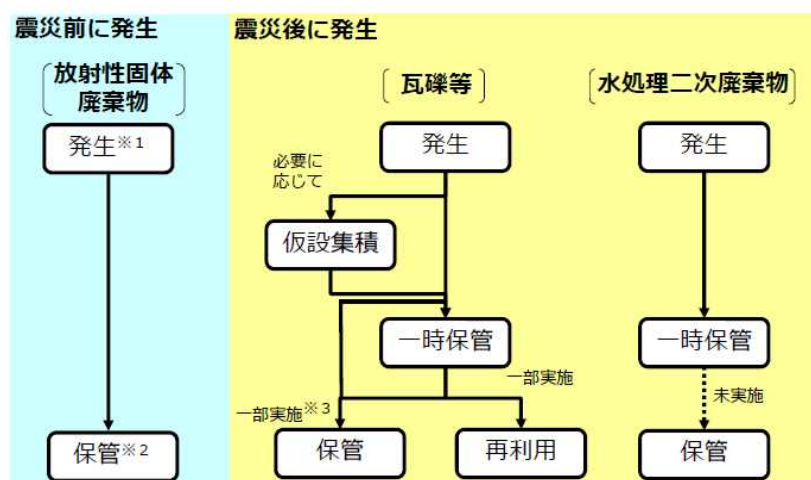 震災前に発生
震災後に発生
放射性固体
廃棄物
瓦礫等
水処理二次廃棄物
発生※1
発生
発生
必要に
応じて
仮設集積
一時保管
一時保管
一部実施
未実施
一部実施※3
保管※2
保管
再利用
保管